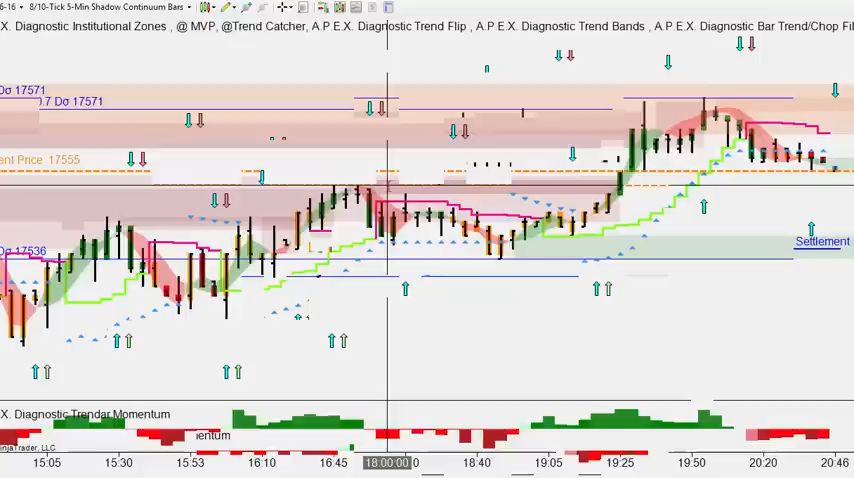 6-16
8/10-Tick 5-Min Shadow Continuum Bars
X. Diagnostic Institutional Zones , @ MVP, @Trend Catcher, A.P.E.X. Diagnostic Trend Flip , A.P.E.X. Diagnostic Trend Bands , A.P.E.X. Diagnostic Bar Trend/Chop Fil
Dσ 17571
0.7 Dσ 17571
ent Price 17555
Dσ 17536
Settlement
X. Diagnostic Trendar Momentum
entum
injaTrader, LLC
15:05 15:30 15:53 16:10 16:45 18:00:00 0 18:40 19:05 19:25 19:50 20:20 20:46